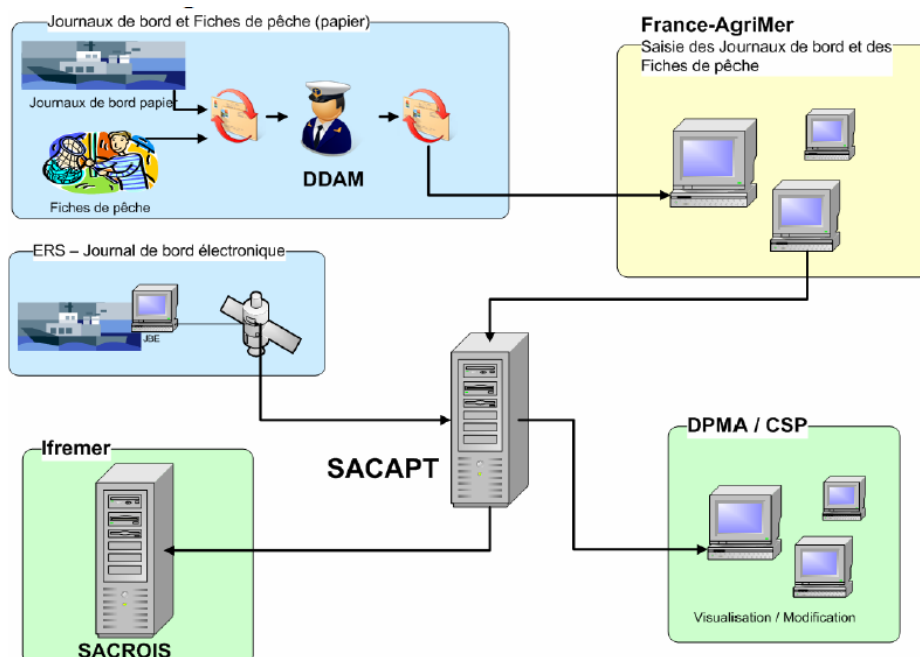 Journaux de bord et Fiches de pêche (papier)
Journaux de bord papier
DDAM
Fiches de pêche
France-AgriMer
Saisie des Journaux de bord et des
Fiches de pêche
ERS – Journal de bord électronique
JBE
SACAPT
Ifremer
SACROIS
DPMA / CSP
Visualisation / Modification